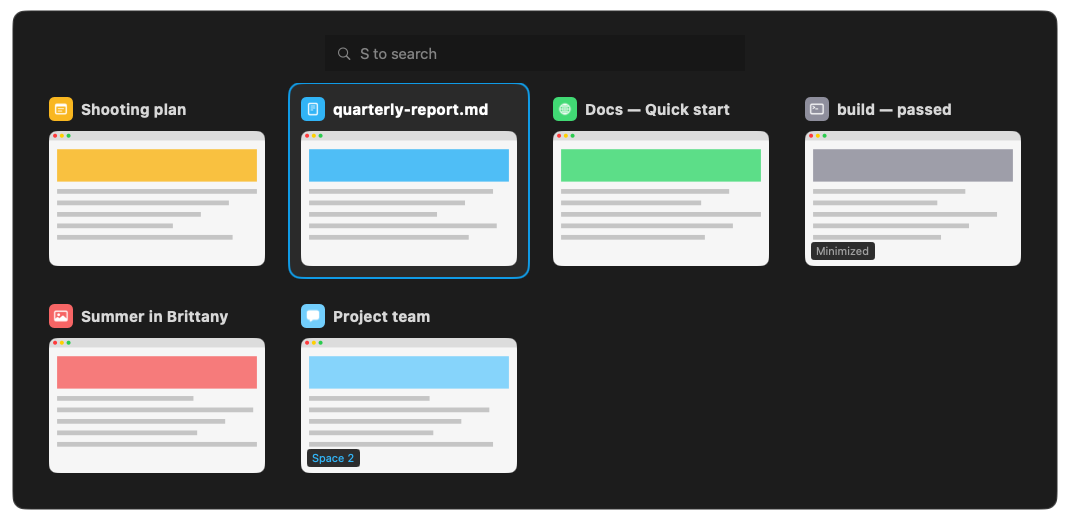 S to search
Shooting plan
quarterly-report.md
Docs — Quick start
build — passed
Minimized
Summer in Brittany
Project team
Space 2